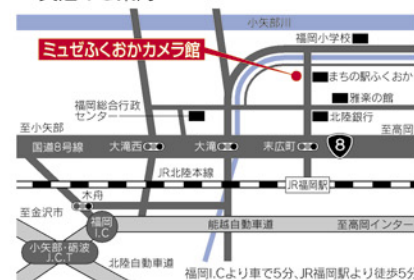 小矢部川
福岡小学校
ミュゼふくおかカメラ館
まちの駅ふくおか
雅楽の館
福岡総合行政
センター
北陸銀行
至小矢部
至高岡
国道8号線
大滝西
大滝
末広町
8
JR北陸本線
JR福岡駅
木舟
至金沢市
福岡
I.C
能越自動車道
至高岡インター
小矢部・砺波
J.C.T
北陸自動車道
福岡I.Cより車で5分、JR福岡駅より徒歩5分